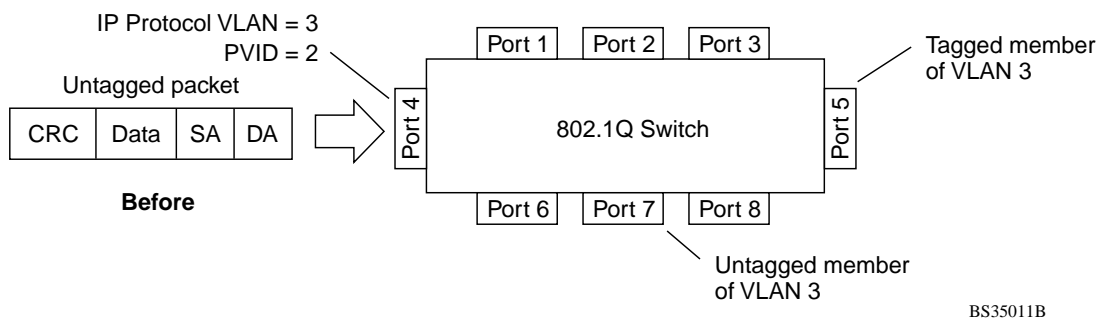 IP Protocol VLAN = 3
PVID = 2
Untagged packet
CRC
Data
SA
DA
Before
Port 4
Port 1
Port 2
Port 3
802.1Q Switch
Port 5
Port 6
Port 7
Port 8
Tagged member
of VLAN 3
Untagged member
of VLAN 3
BS35011B